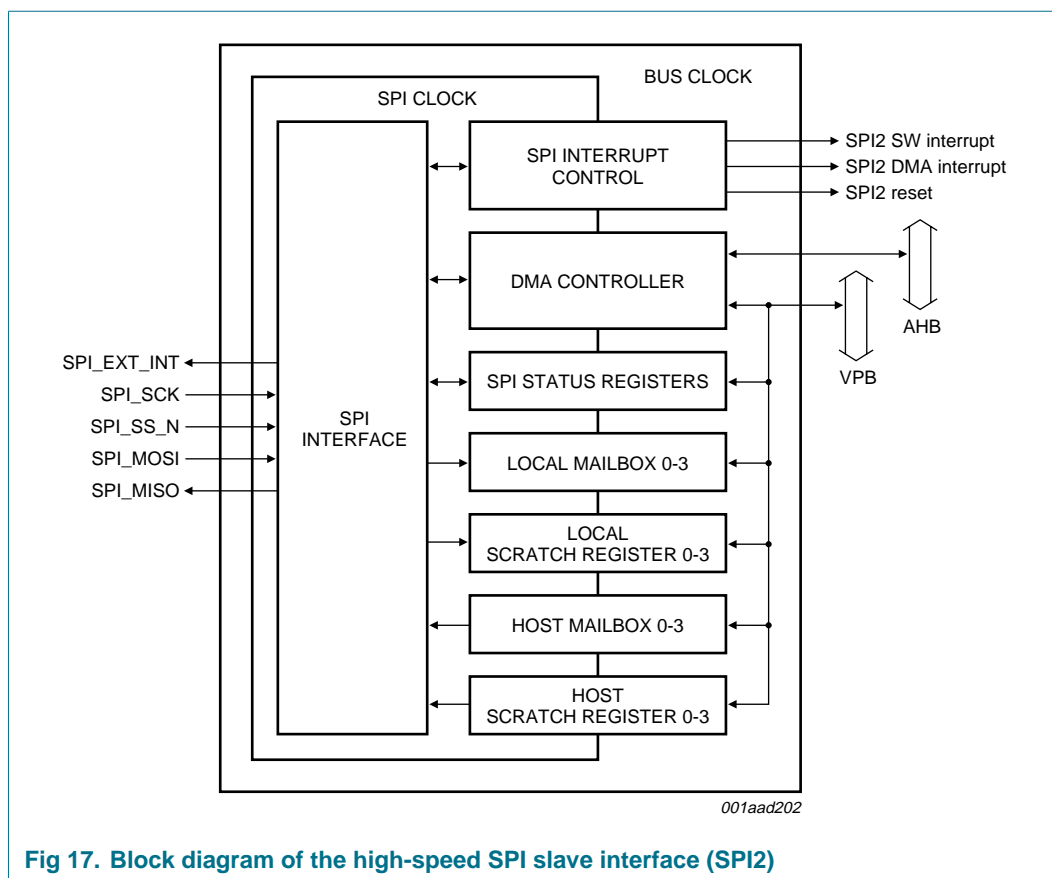 BUS CLOCK
SPI CLOCK
SPI INTERRUPT
CONTROL
SPI2 SW interrupt
SPI2 DMA interrupt
SPI2 reset
DMA CONTROLLER
AHB
VPB
SPI_EXT_INT
SPI_SCK
SPI_SS_N
SPI_MOSI
SPI_MISO
SPI
INTERFACE
SPI STATUS REGISTERS
LOCAL MAILBOX 0-3
LOCAL
SCRATCH REGISTER 0-3
HOST MAILBOX 0-3
HOST
SCRATCH REGISTER 0-3
001aad202
Fig 17. Block diagram of the high-speed SPI slave interface (SPI2)